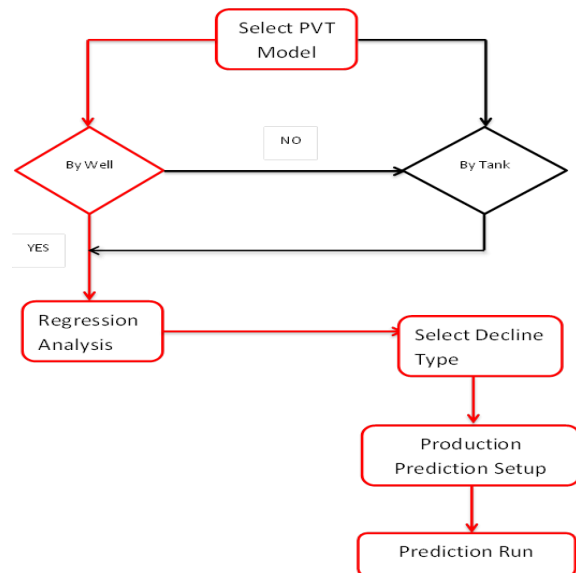 Select PVT
Model
By Well
NO
By Tank
YES
Regression
Analysis
Select Decline
Type
Production
Prediction Setup
Prediction Run